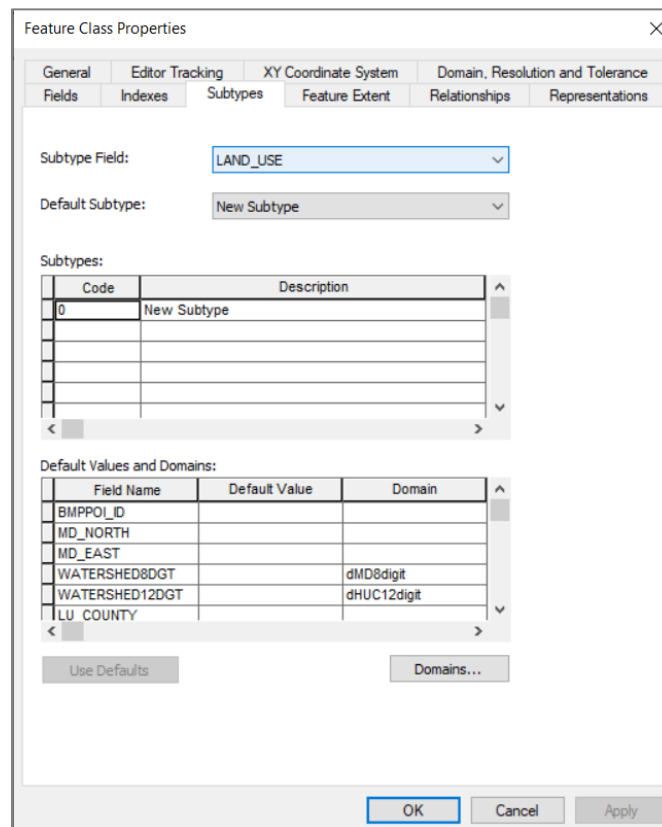 Feature Class Properties
General Editor Tracking XY Coordinate System Domain, Resolution and Tolerance
Fields Indexes Subtypes Feature Extent Relationships Representations
Subtype Field: LAND_USE
Default Subtype: New Subtype
Subtypes:
Code Description
0 New Subtype
Default Values and Domains:
Field Name Default Value Domain
BMPPOI_ID
MD_NORTH
MD_EAST
WATERSHED8DGT dMD8digit
WATERSHED12DGT dHUC12digit
LU_COUNTY
Use Defaults Domains...
OK Cancel Apply